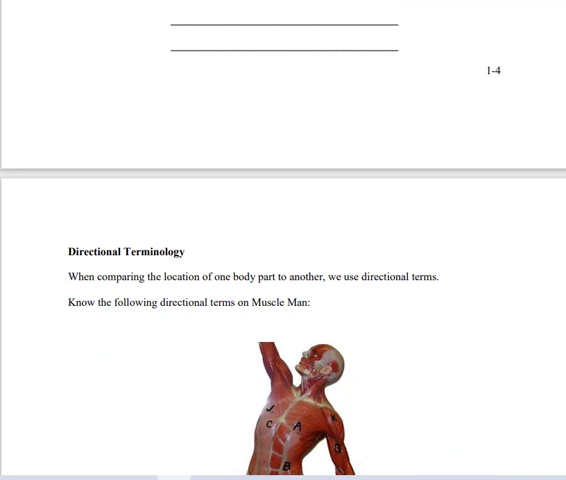 1-4
Directional Terminology
When comparing the location of one body part to another, we use directional terms.
Know the following directional terms on Muscle Man:
J
C
A
B